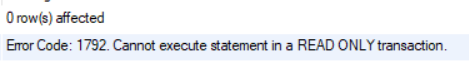 0 row(s) affected
Error Code: 1792. Cannot execute statement in a READ ONLY transaction.